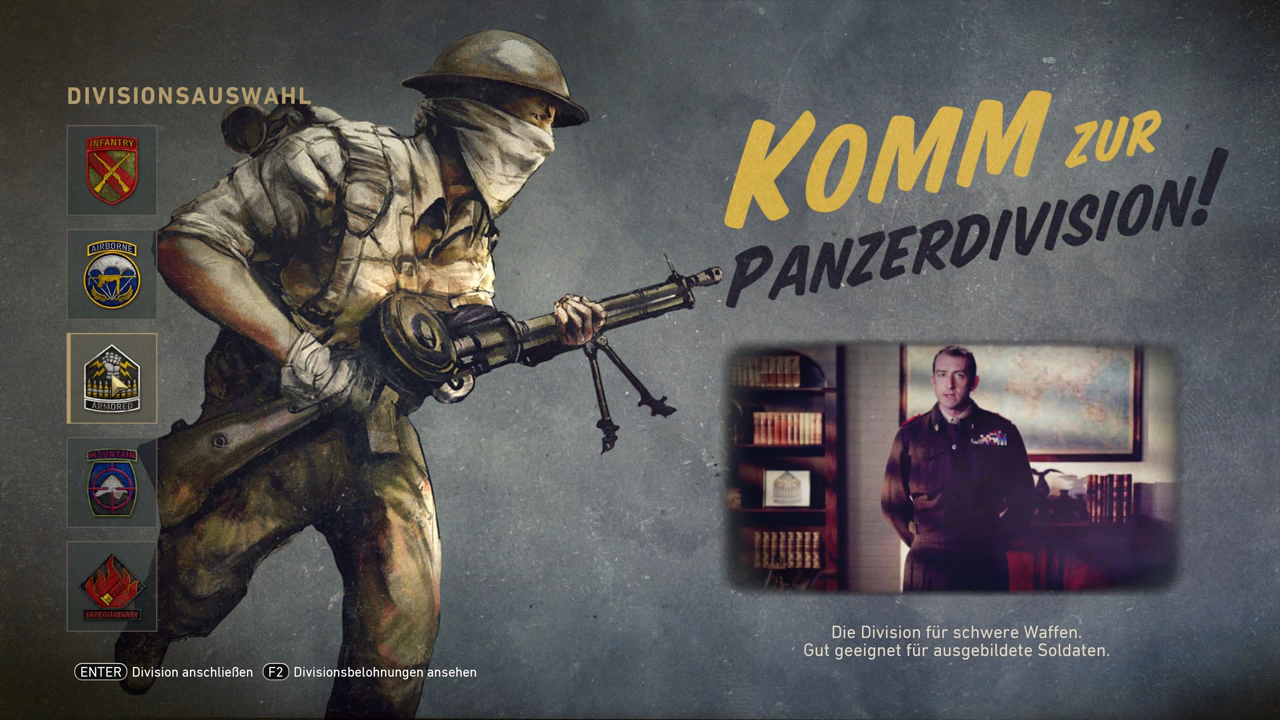 DIVISIONSAUSWAHL
INFANTRY
AIRBORNE
ARMORED
MOUNTAIN
EXPEDITIONARY
KOMM ZUR
PANZERDIVISION!
Die Division für schwere Waffen.
Gut geeignet für ausgebildete Soldaten.
ENTER Division anschließen F2 Divisionsbelohnungen ansehen